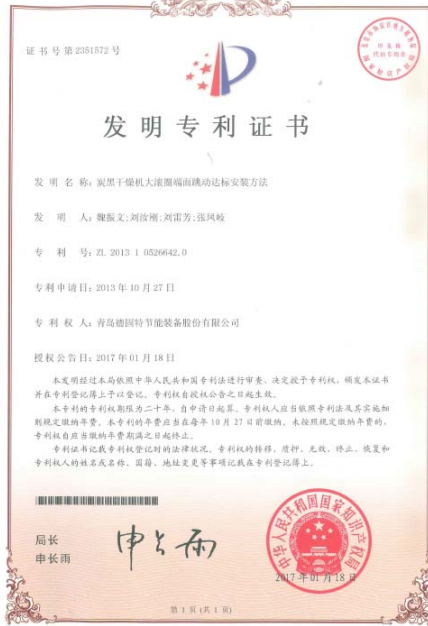 证书号第2351572号
发明专利证书
发 明 名 称：炭黑干燥机大滚圈端面跳动达标安装方法
发 明 人：魏振文;刘汝刚;刘雷芳;张凤岐
专 利 号：ZL 2013 1 0526642.0
专利申请日：2013年10月27日
专 利 权 人：青岛德固特节能装备股份有限公司
授权公告日：2017年01月18日
本发明经过本局依照中华人民共和国专利法进行审查，决定授予专利权，颁发本证书
并在专利登记簿上予以登记。专利权自授权公告之日起生效。
本专利的专利权期限为二十年，自申请日起算。专利权人应当依照专利法及其实施细
则规定缴纳年费。本专利的年费应当在每年10月27日前缴纳。未按照规定缴纳年费的，
专利权自应当缴纳年费期满之日起终止。
专利证书记载专利权登记时的法律状况。专利权的转移、质押、无效、终止、恢复和
专利权人的姓名或名称、国籍、地址变更等事项记载在专利登记簿上。
局长
申长雨
申长雨
中华人民共和国国家知识产权局
2017年01月18日
第1页(共1页)